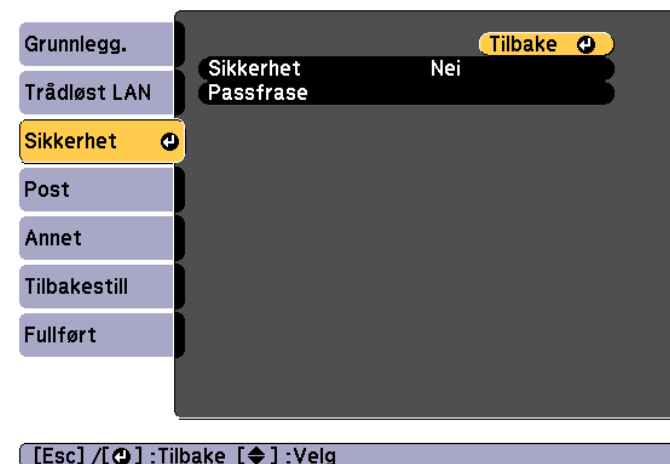 Grunnlegg.
Trådløst LAN
Sikkerhet
Post
Annet
Tilbakestill
Fullført
Tilbake
Sikkerhet Nei
Passfrase
[Esc] /[ ] :Tilbake [ ] :Velg